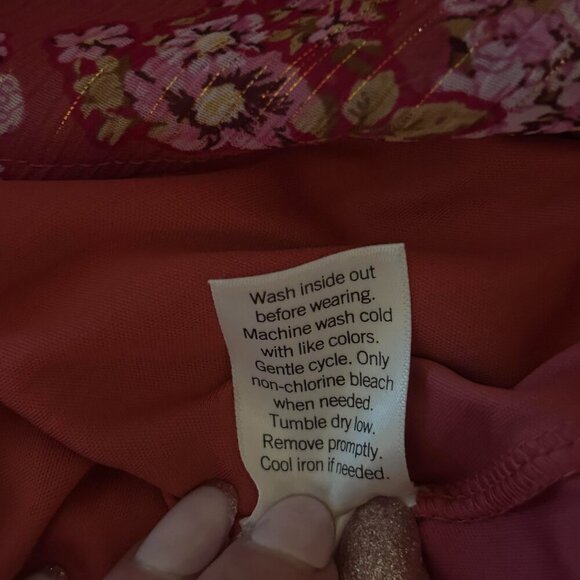 Wash inside out
before wearing.
Machine wash cold
with like colors.
Gentle cycle. Only
non-chlorine bleach
when needed.
Tumble dry low.
Remove promptly.
Cool iron if needed.